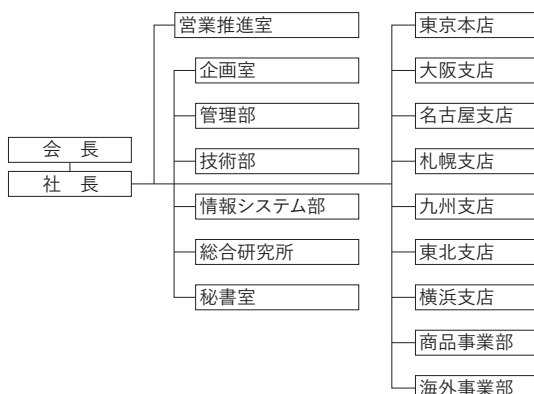 会　長
社　長
営業推進室
企画室
管理部
技術部
情報システム部
総合研究所
秘書室
東京本店
大阪支店
名古屋支店
札幌支店
九州支店
東北支店
横浜支店
商品事業部
海外事業部